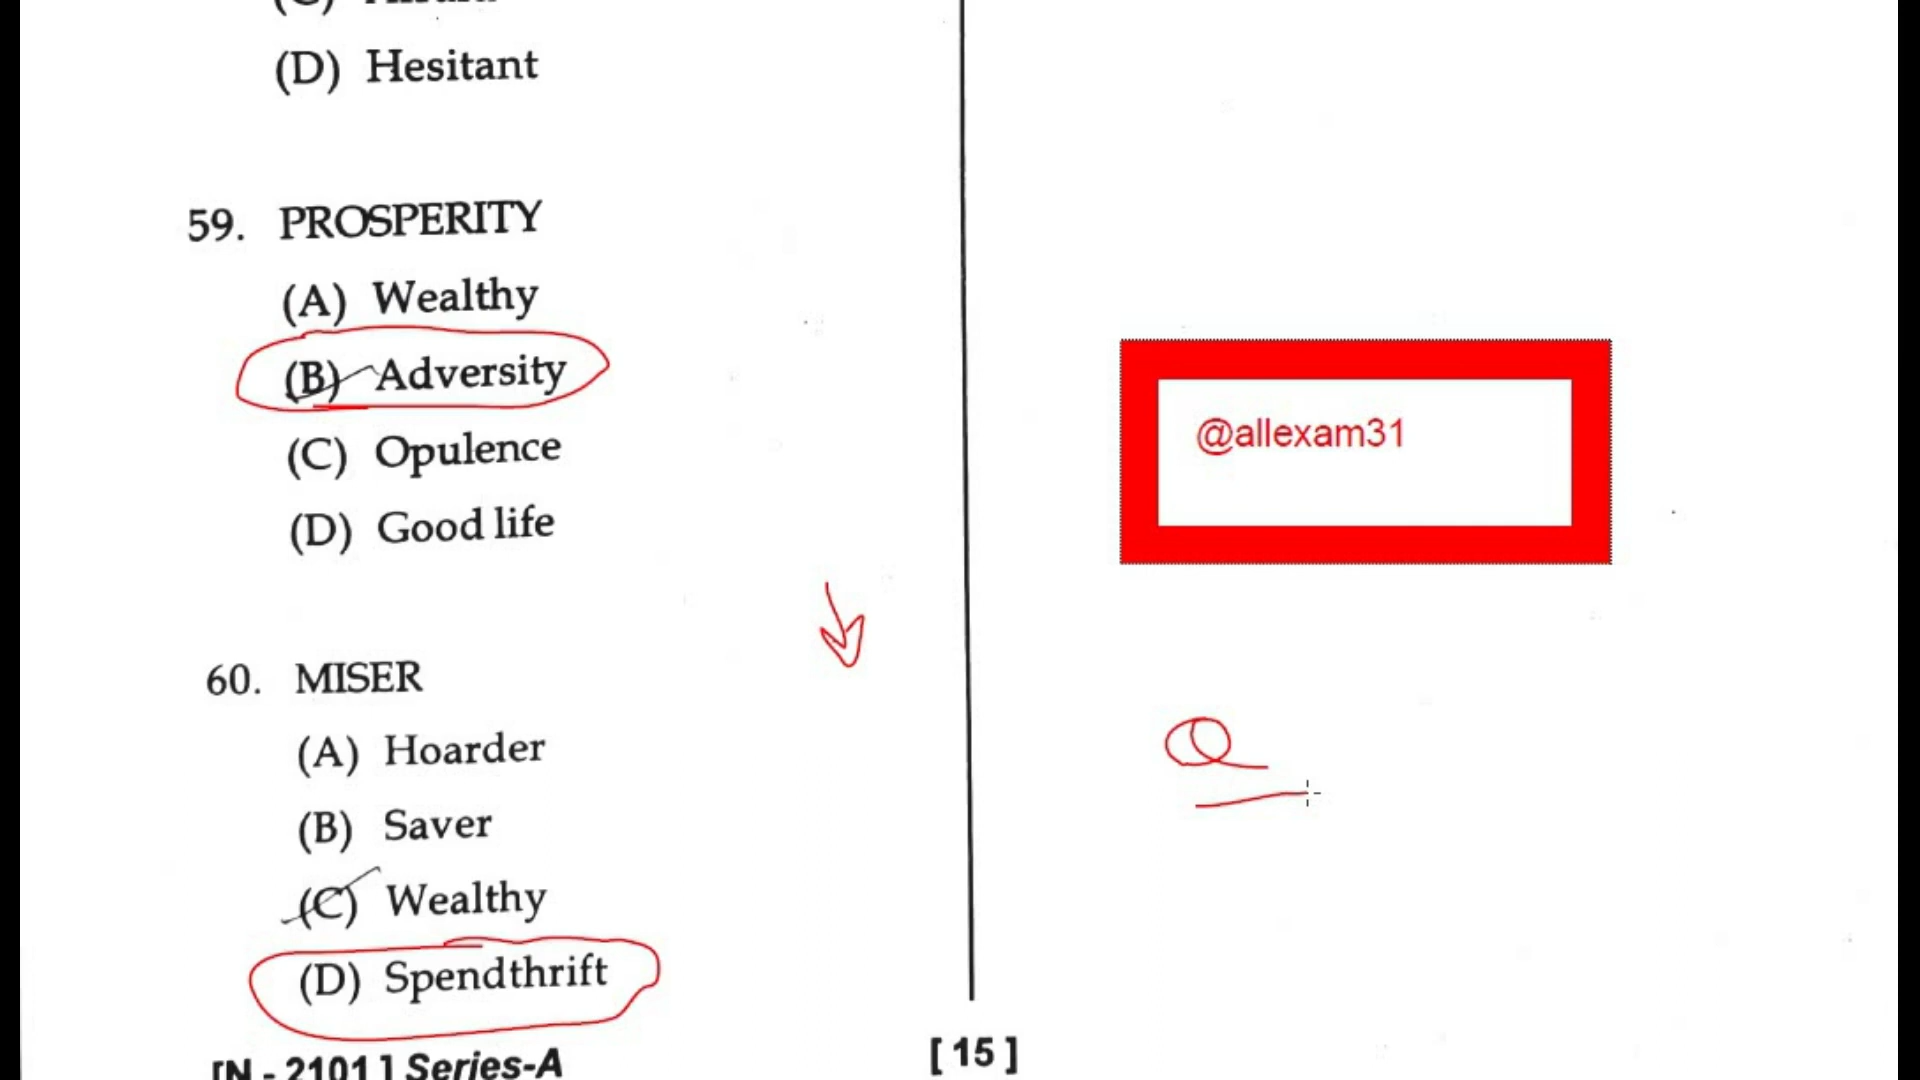 (D) Hesitant
59. PROSPERITY
(A) Wealthy
(B) Adversity
(C) Opulence
(D) Good life
60. MISER
(A) Hoarder
(B) Saver
(C) Wealthy
(D) Spendthrift
[N - 2101 ] Series-A
[ 15 ]
@allexam31